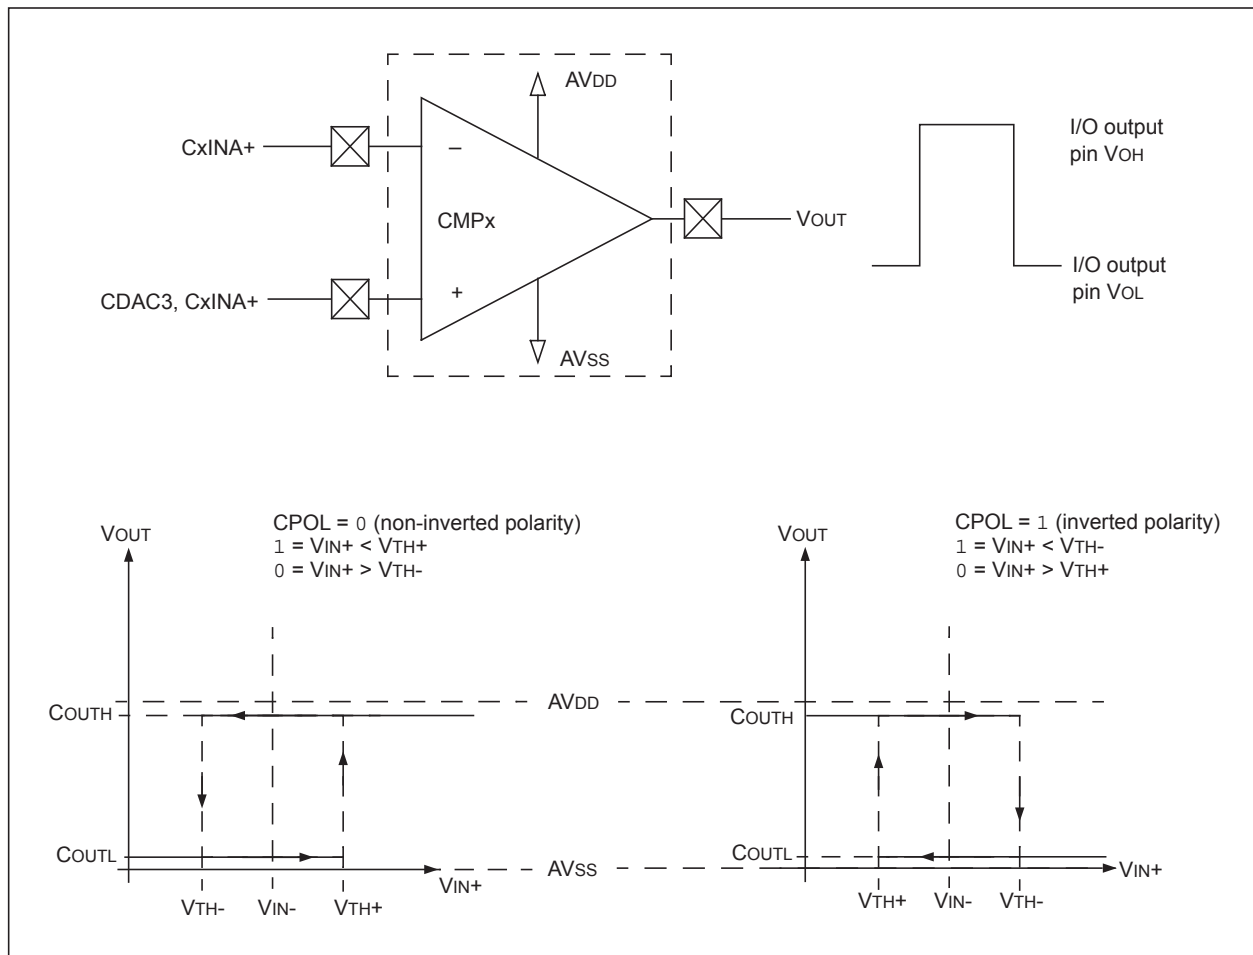 AVDD
CxINA+
–
CMPx
+
CDAC3, CxINA+
AVSS
VOUT
I/O output
pin VOH
I/O output
pin VOL
VOUT
CPOL = 0 (non-inverted polarity)
1 = VIN+ < VTH+
0 = VIN+ > VTH-
COUTH
COUTL
VTH-
VIN-
VTH+
VIN+
AVDD
AVSS
VOUT
CPOL = 1 (inverted polarity)
1 = VIN+ < VTH-
0 = VIN+ > VTH+
COUTH
COUTL
VTH+
VIN-
VTH-
VIN+